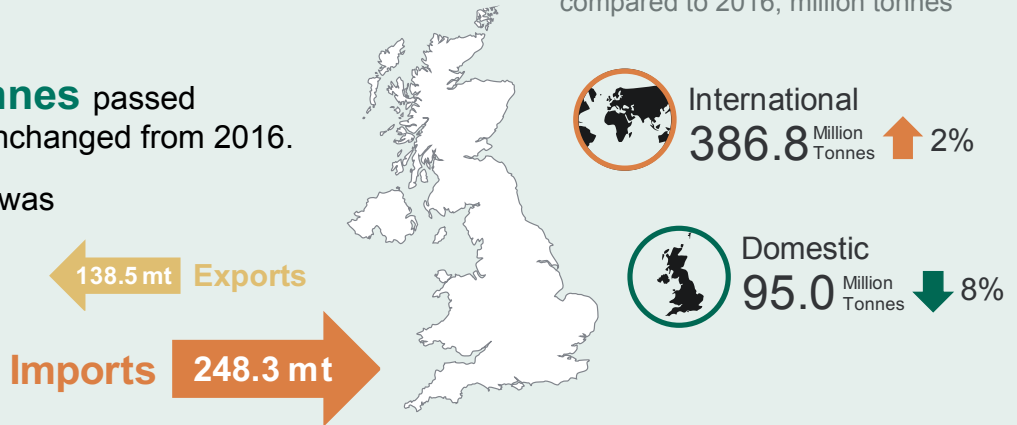 compared to 2016, million tonnes
nnes passed
nchanged from 2016.
was
138.5 mt Exports
Imports 248.3 mt
International
386.8 Million Tonnes 2%
Domestic
95.0 Million Tonnes 8%